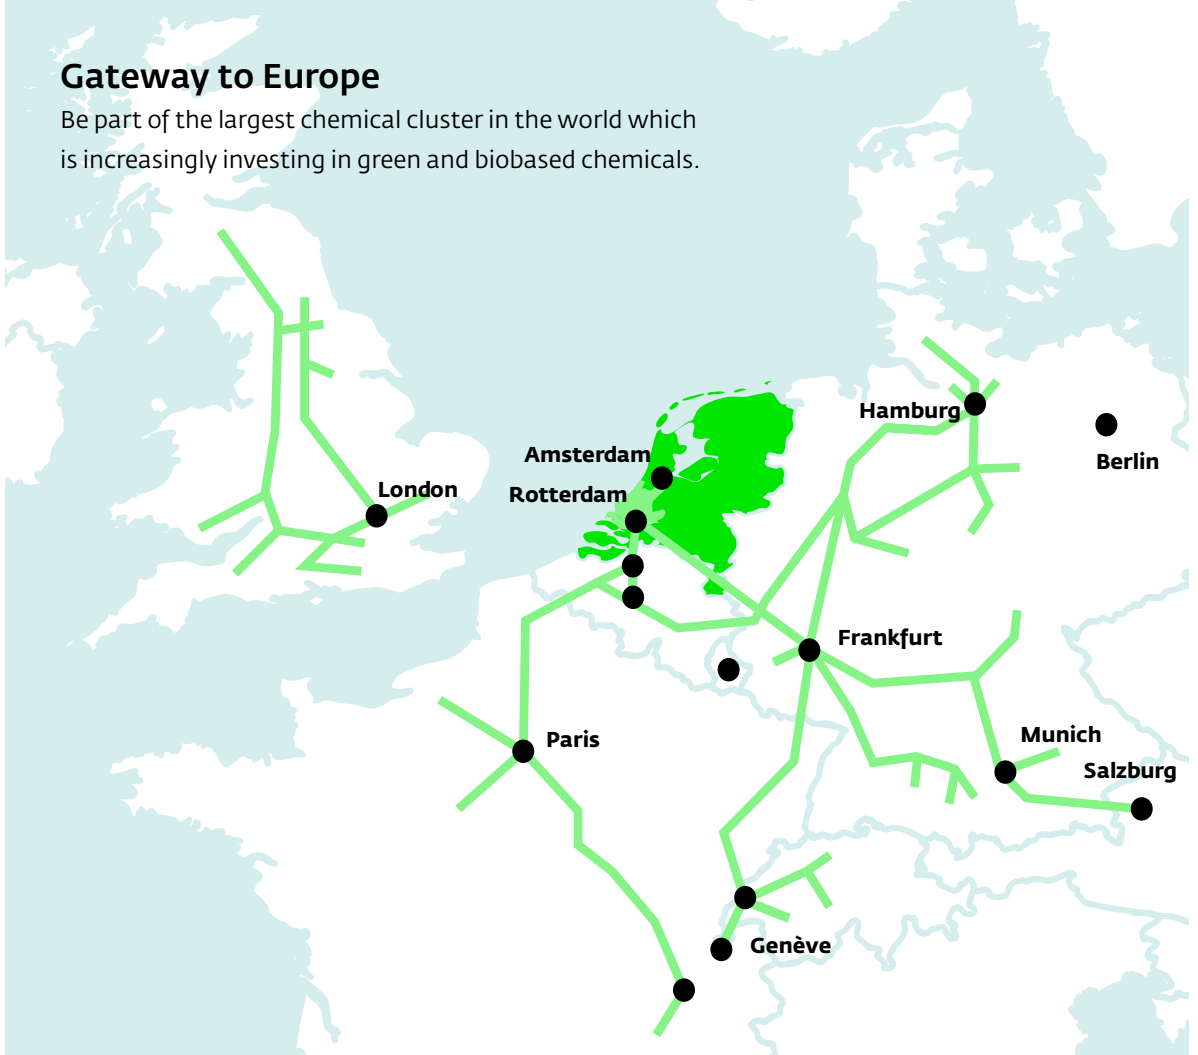 Gateway to Europe
Be part of the largest chemical cluster in the world which
is increasingly investing in green and biobased chemicals.
Hamburg
Amsterdam
Berlin
London
Rotterdam
Frankfurt
Munich
Paris
Salzburg
Genève